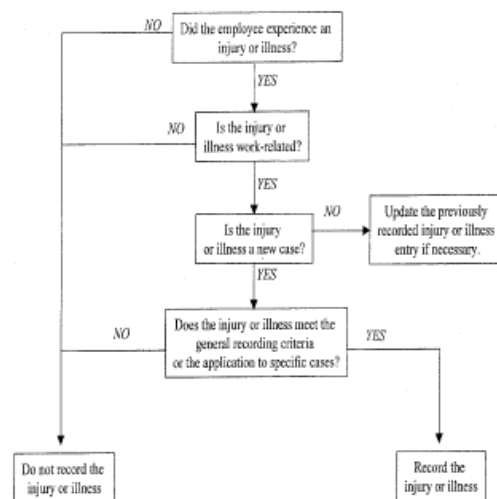 NO
Did the employee experience an
injury or illness?
YES
NO
Is the injury or
illness work-related?
YES
Is the injury
or illness a new case?
NO
Update the previously
recorded injury or illness
entry if necessary.
YES
NO
Does the injury or illness meet the
general recording criteria
or the application to specific cases?
YES
Do not record the
injury or illness
Record the
injury or illness